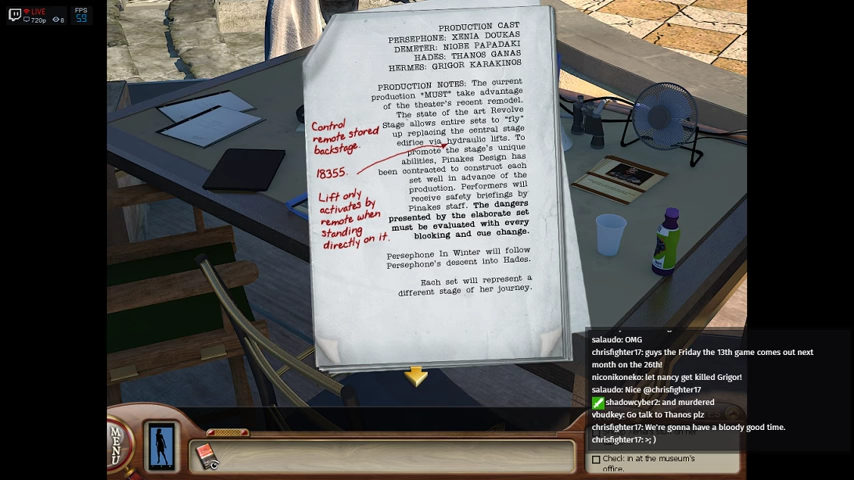 LIVE
720p 8
FPS
59
PRODUCTION CAST
PERSEPHONE: XENIA DOUKAS
DEMETER: NIOBE PAPADAKI
HADES: THANOS GANAS
HERMES: GRIGOR KARAKINOS
PRODUCTION NOTES: The current
production "MUST" take advantage
of the theater's recent remodel.
The state of the art Revolve
Stage allows entire sets to "fly"
up replacing the central stage
edifice via hydraulic lifts. To
promote the stage's unique
abilities, Pinakes Design has
been contracted to construct each
set well in advance of the
production. Performers will
receive safety briefings by
Pinakes staff. The dangers
presented by the elaborate set
must be evaluated with every
blocking and cue change.
Persephone In Winter will follow
Persephone's descent into Hades.
Each set will represent a
different stage of her journey.
Control
remote stored
backstage.
18355.
Lift only
activates by
remote when
standing
directly on it.
salaudo: OMG
chrisfighter17: guys the Friday the 13th game comes out next
month on the 26th!
niconikoneko: let nancy get killed Grigor!
salaudo: Nice @chrisfighter17
shadowcyber2: and murdered
vbudkey: Go talk to Thanos plz
chrisfighter17: We're gonna have a bloody good time.
chrisfighter17: >; )
Check in at the museum's
office.
MENU